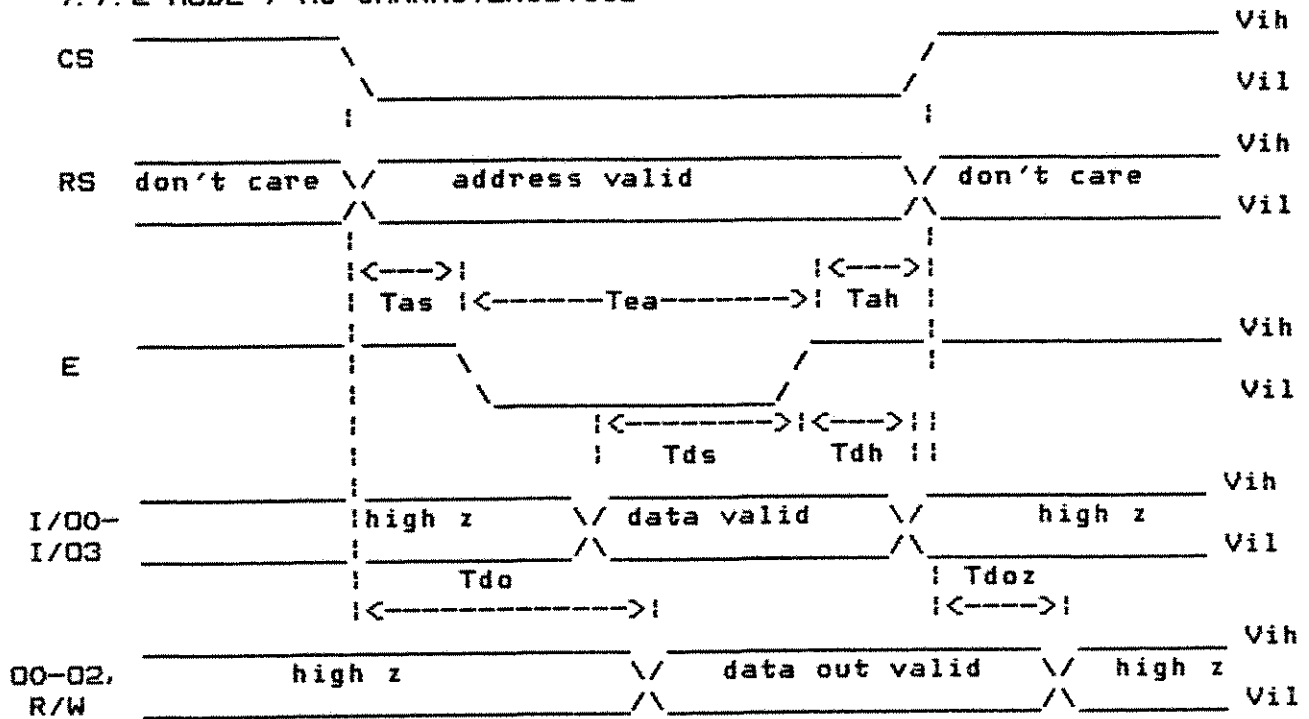 CS Vih
Vil
RS don't care address valid don't care Vih
Vil
Tas Tea Tah
E Vih
Vil
Tds Tdh
I/O0- high z data valid high z Vih
I/O3 Vil
Tdo Tdoz
O0-O2, high z data out valid high z Vih
R/W Vil